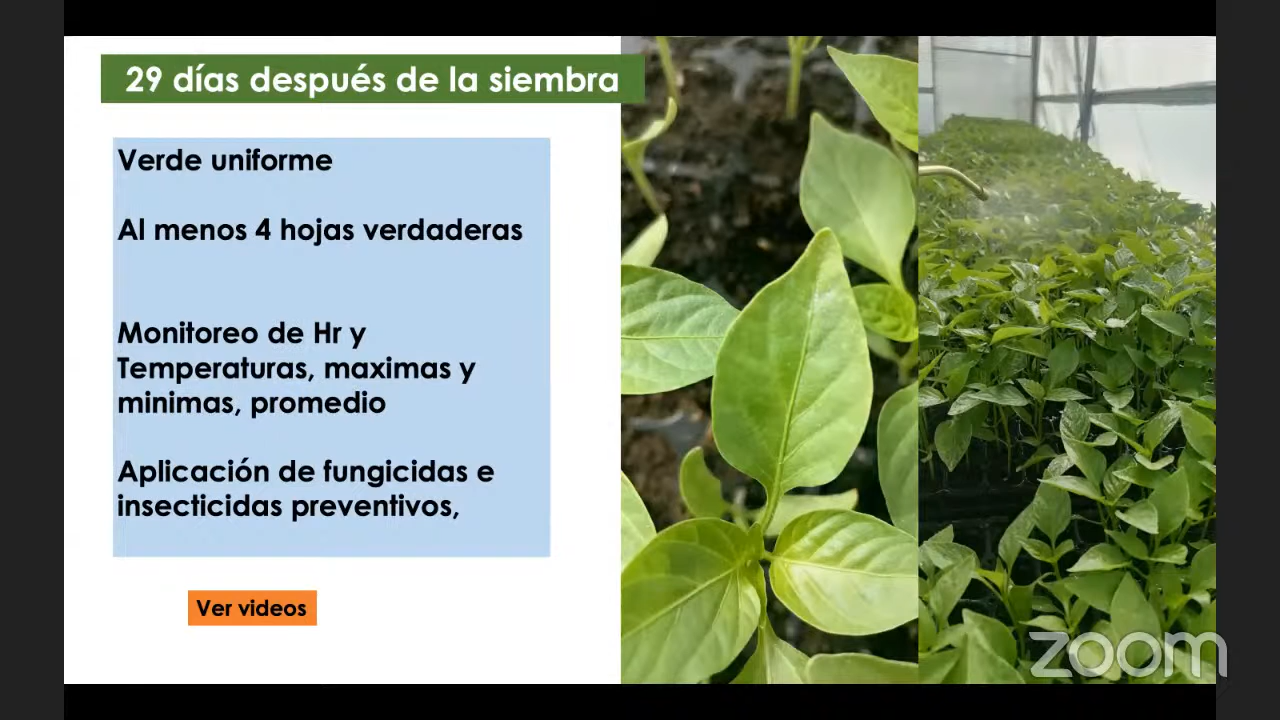 29 días después de la siembra
Verde uniforme
Al menos 4 hojas verdaderas
Monitoreo de Hr y
Temperaturas, maximas y
minimas, promedio
Aplicación de fungicidas e
insecticidas preventivos,
Ver videos
zoom